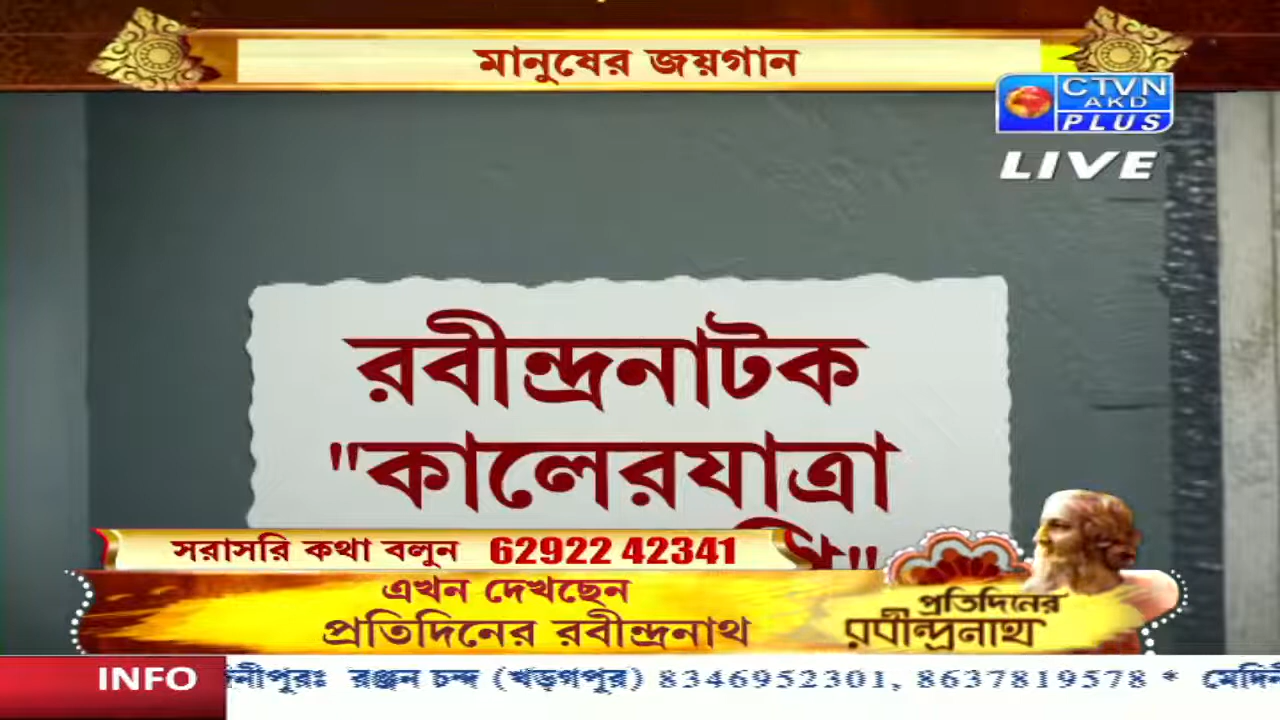 মানুষের জয়গান
CTVN
AKD
PLUS
LIVE
রবীন্দ্রনাটক
"কালেরযাত্রা
সরাসরি কথা বলুন 62922 42341
এখন দেখছেন
প্রতিদিনের রবীন্দ্রনাথ
প্রতিদিনের
রবীন্দ্রনাথ
INFO রঞ্জন চন্দ (খড়গপুর) 8346952301, 8637819578 *